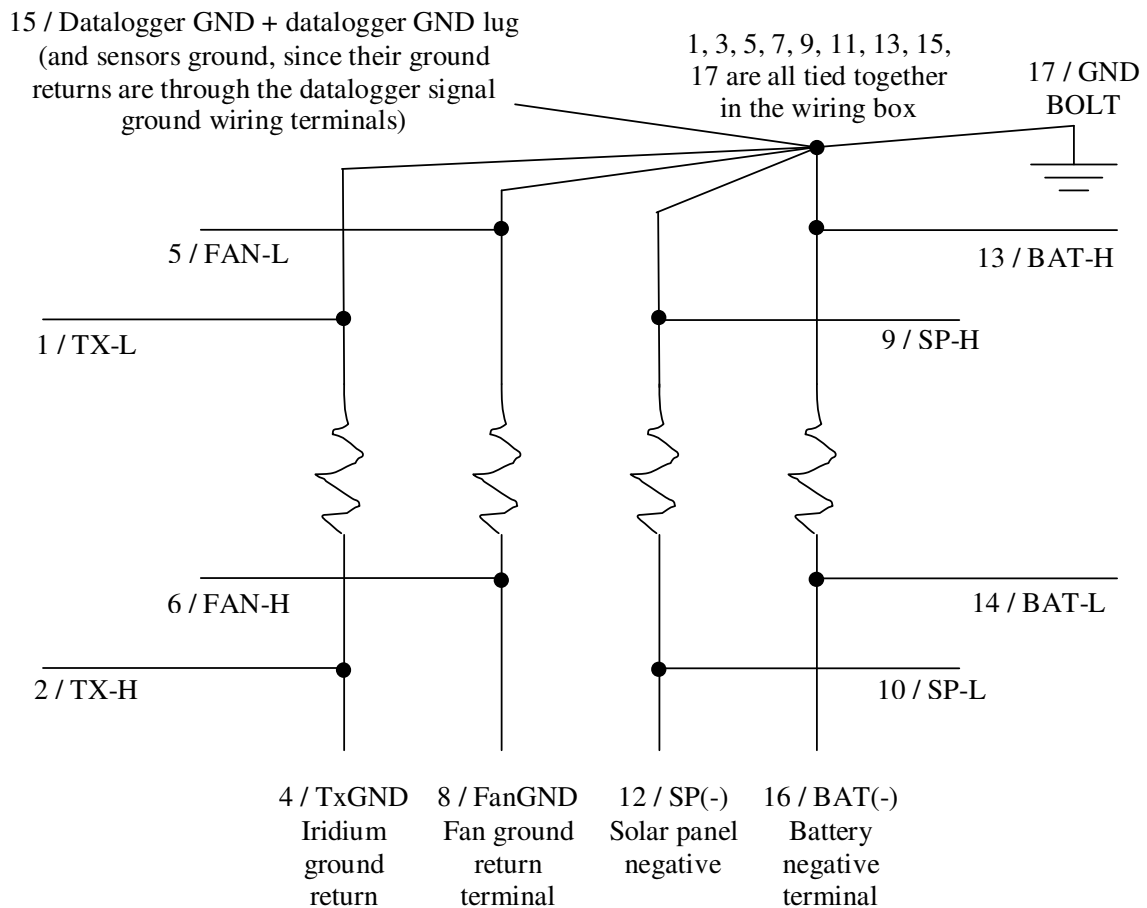 15 / Datalogger GND + datalogger GND lug
(and sensors ground, since their ground
returns are through the datalogger signal
ground wiring terminals)
1, 3, 5, 7, 9, 11, 13, 15,
17 are all tied together
in the wiring box
17 / GND
BOLT
5 / FAN-L
13 / BAT-H
1 / TX-L
9 / SP-H
6 / FAN-H
14 / BAT-L
2 / TX-H
10 / SP-L
4 / TxGND
Iridium
ground
return
8 / FanGND
Fan ground
return
terminal
12 / SP(-)
Solar panel
negative
16 / BAT(-)
Battery
negative
terminal